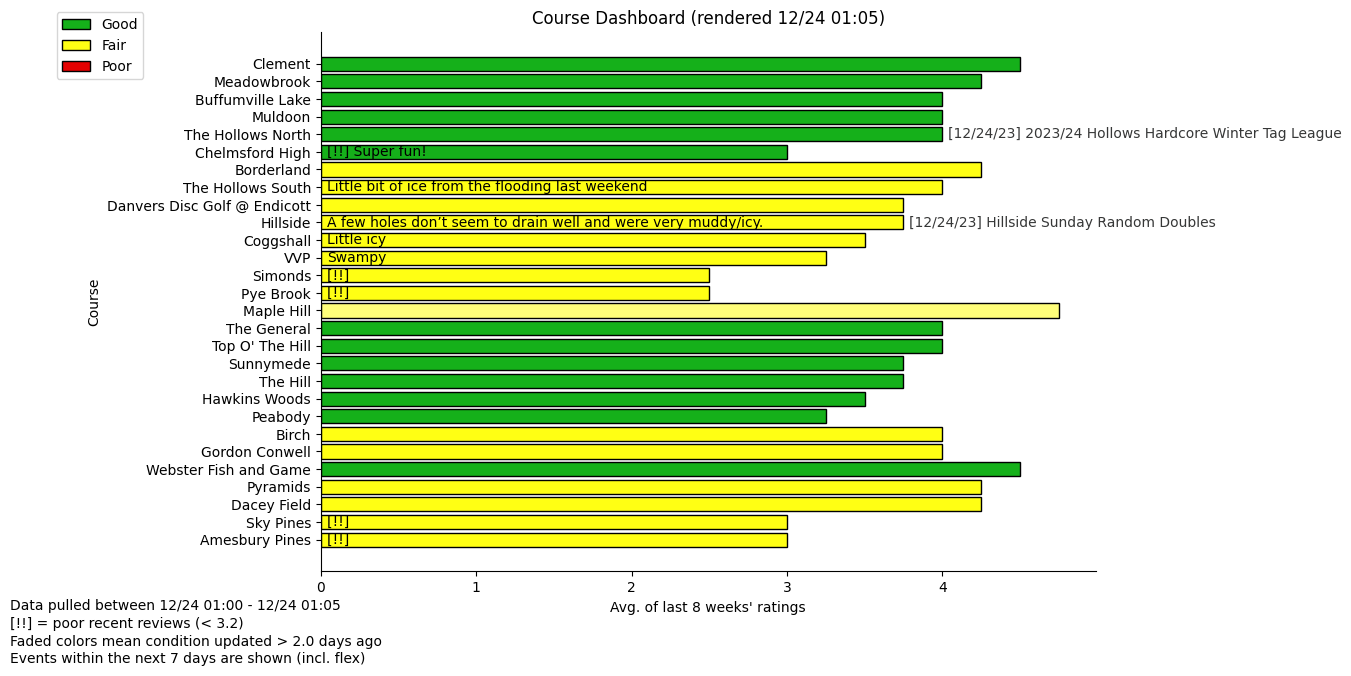 Course Dashboard (rendered 12/24 01:05)
Good
Fair
Poor
Course
Clement
Meadowbrook
Buffumville Lake
Muldoon
The Hollows North [12/24/23] 2023/24 Hollows Hardcore Winter Tag League
Chelmsford High [!!] Super fun!
Borderland
The Hollows South Little bit of ice from the flooding last weekend
Danvers Disc Golf @ Endicott
Hillside A few holes don’t seem to drain well and were very muddy/icy. [12/24/23] Hillside Sunday Random Doubles
Coggshall Little icy
VVP Swampy
Simonds [!!]
Pye Brook [!!]
Maple Hill
The General
Top O' The Hill
Sunnymede
The Hill
Hawkins Woods
Peabody
Birch
Gordon Conwell
Webster Fish and Game
Pyramids
Dacey Field
Sky Pines [!!]
Amesbury Pines [!!]
0 1 2 3 4
Avg. of last 8 weeks' ratings
Data pulled between 12/24 01:00 - 12/24 01:05
[!!] = poor recent reviews (< 3.2)
Faded colors mean condition updated > 2.0 days ago
Events within the next 7 days are shown (incl. flex)